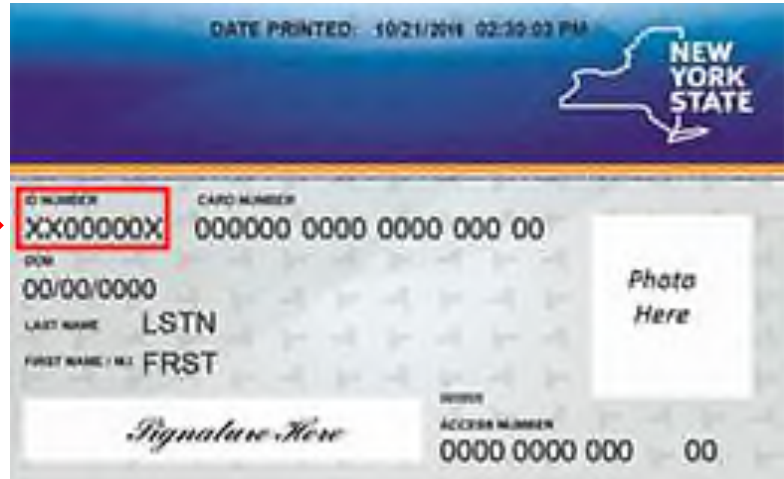 DATE PRINTED: 10/21/2018 02:30:03 PM
NEW
YORK
STATE
ID NUMBER CARD NUMBER
XX00000X 000000 0000 0000 000 00
00/00/0000
LAST NAME LSTN
FIRST NAME / M.I. FRST
Photo
Here
Signature Here
ACCESS NUMBER
0000 0000 000 00